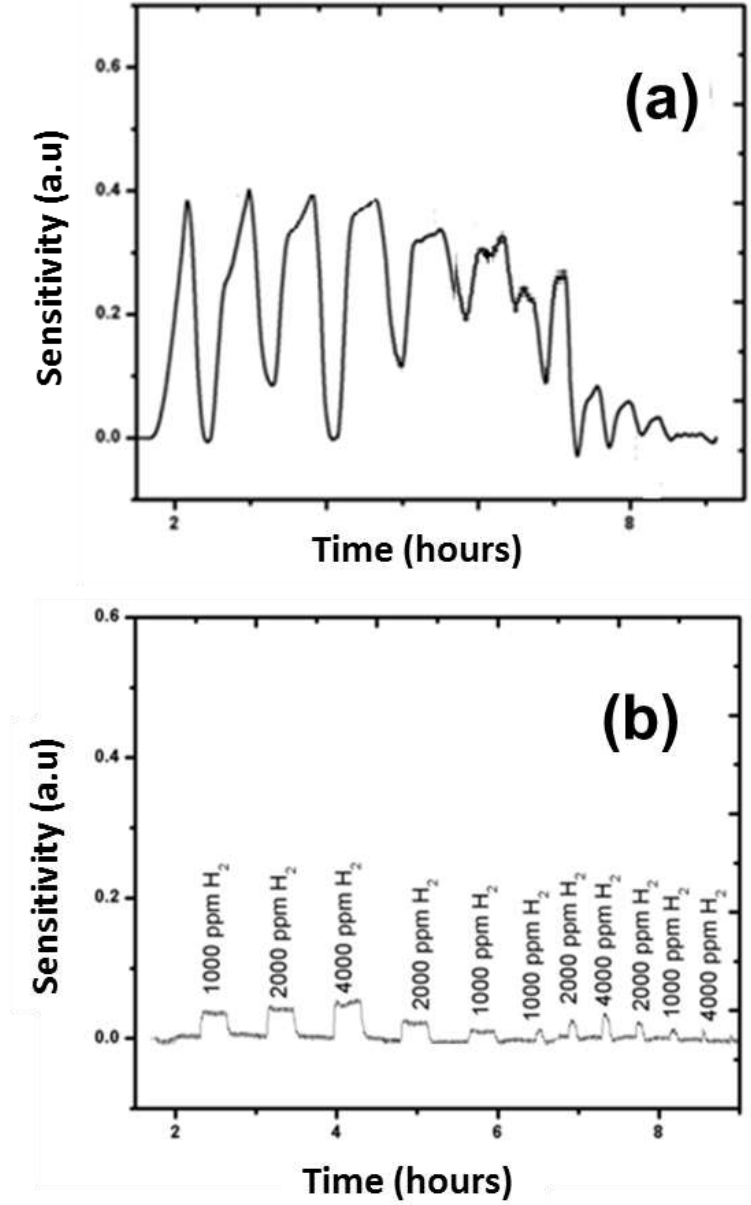 (a)
Sensitivity (a.u)
0.6
0.4
0.2
0.0
2
8
Time (hours)
(b)
Sensitivity (a.u)
0.6
0.4
0.2
0.0
1000 ppm H₂
2000 ppm H₂
4000 ppm H₂
2000 ppm H₂
1000 ppm H₂
1000 ppm H₂
2000 ppm H₂
4000 ppm H₂
2000 ppm H₂
1000 ppm H₂
4000 ppm H₂
2
4
6
8
Time (hours)